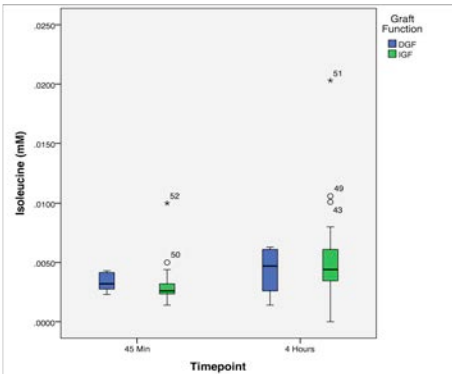 Graft
Function
DGF
IGF
.0250
.0200
.0150
.0100
.0050
.0000
Isoleucine (mM)
51
52
49
43
50
45 Min
4 Hours
Timepoint